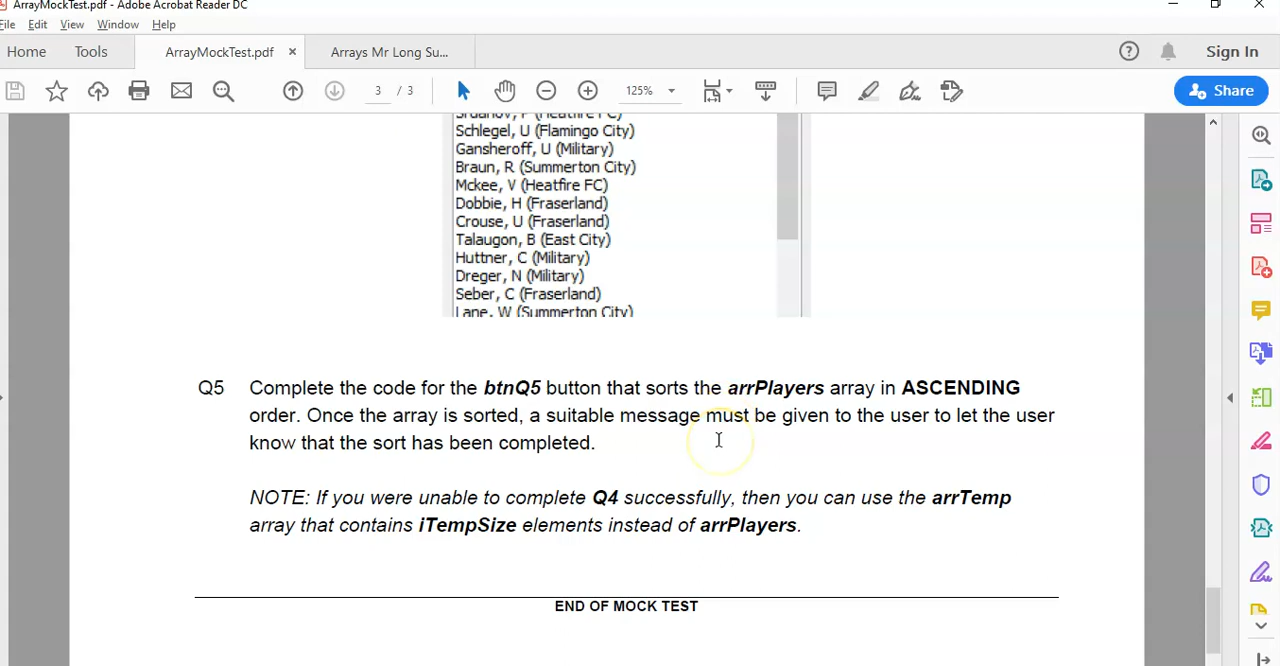 ArrayMockTest.pdf - Adobe Acrobat Reader DC
File Edit View Window Help
Home Tools ArrayMockTest.pdf × Arrays Mr Long Su... Sign In
3 / 3 125% Share
Srdanov, P (Heatfire FC)
Schlegel, U (Flamingo City)
Gansheroff, U (Military)
Braun, R (Summerton City)
Mckee, V (Heatfire FC)
Dobbie, H (Fraserland)
Crouse, U (Fraserland)
Talaugon, B (East City)
Huttner, C (Military)
Dreger, N (Military)
Seber, C (Fraserland)
Lane, W (Summerton City)
Q5 Complete the code for the btnQ5 button that sorts the arrPlayers array in ASCENDING
order. Once the array is sorted, a suitable message must be given to the user to let the user
know that the sort has been completed.
NOTE: If you were unable to complete Q4 successfully, then you can use the arrTemp
array that contains iTempSize elements instead of arrPlayers.
END OF MOCK TEST